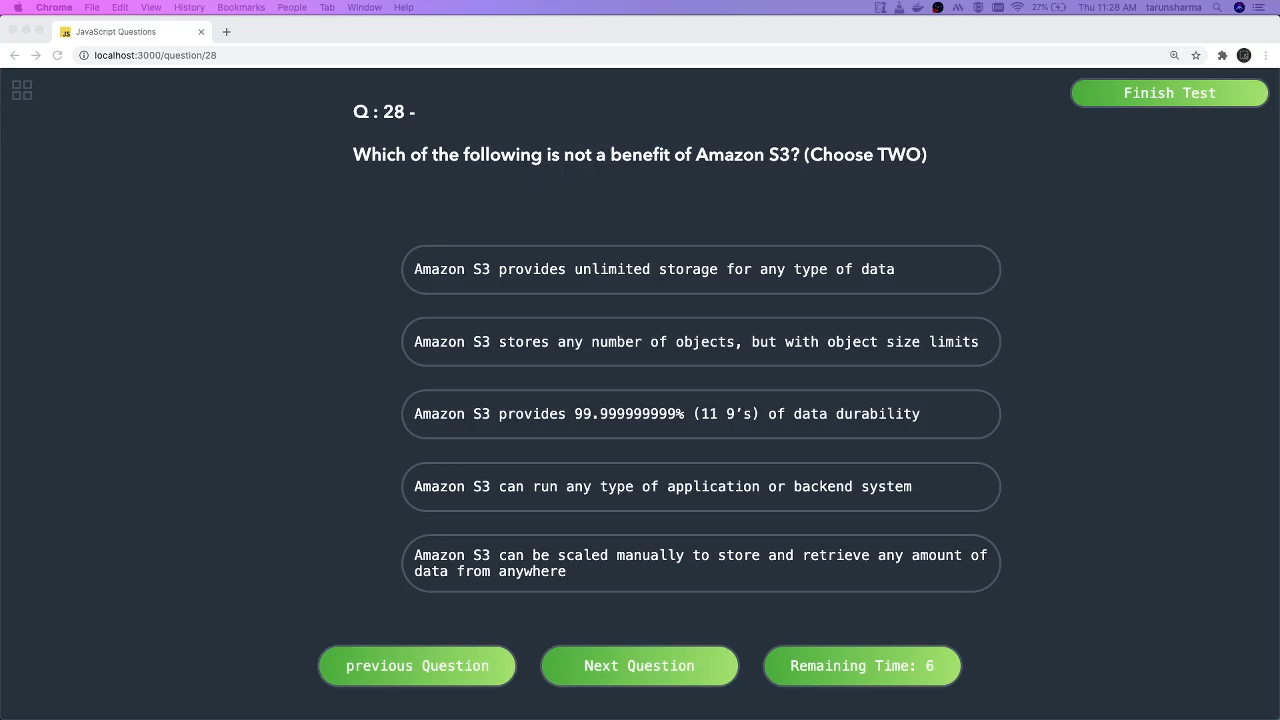 Chrome File Edit View History Bookmarks People Tab Window Help 27% Thu 11:28 AM tarunsharma
JS JavaScript Questions
localhost:3000/question/28
Finish Test
Q : 28 -
Which of the following is not a benefit of Amazon S3? (Choose TWO)
Amazon S3 provides unlimited storage for any type of data
Amazon S3 stores any number of objects, but with object size limits
Amazon S3 provides 99.999999999% (11 9’s) of data durability
Amazon S3 can run any type of application or backend system
Amazon S3 can be scaled manually to store and retrieve any amount of
data from anywhere
previous Question
Next Question
Remaining Time: 6